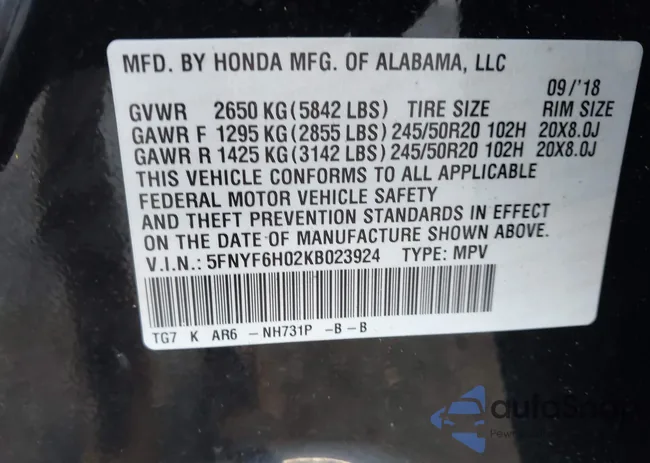 MFD. BY HONDA MFG. OF ALABAMA, LLC
09/'18
GVWR 2650 KG(5842 LBS) TIRE SIZE RIM SIZE
GAWR F 1295 KG(2855 LBS) 245/50R20 102H 20X8.0J
GAWR R 1425 KG(3142 LBS) 245/50R20 102H 20X8.0J
THIS VEHICLE CONFORMS TO ALL APPLICABLE
FEDERAL MOTOR VEHICLE SAFETY
AND THEFT PREVENTION STANDARDS IN EFFECT
ON THE DATE OF MANUFACTURE SHOWN ABOVE.
V.I.N.: 5FNYF6H02KB023924 TYPE: MPV
TG7 K AR6 -NH731P -B-B